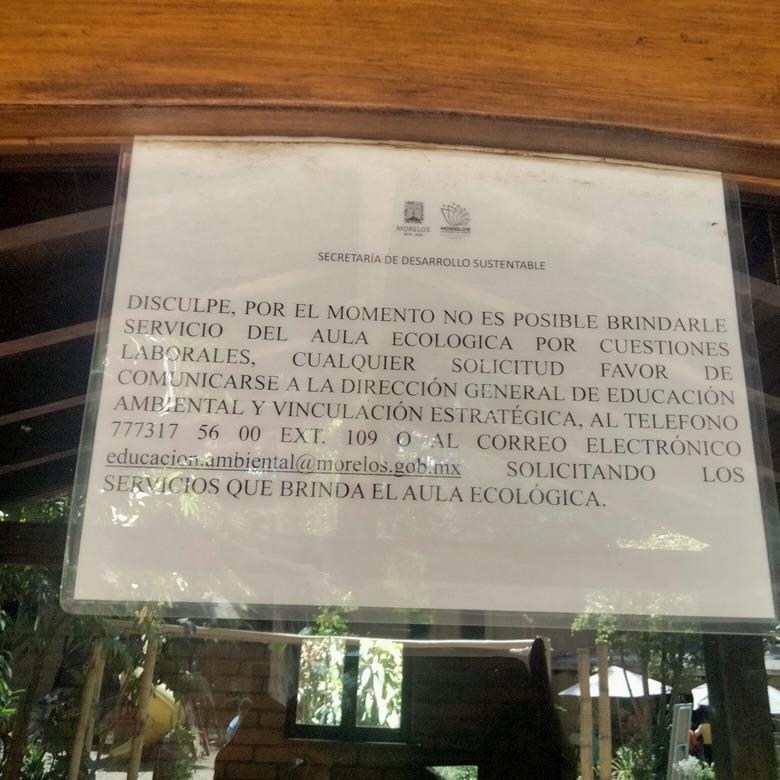 MORELOS
MORELOS
SECRETARÍA DE DESARROLLO SUSTENTABLE
DISCULPE, POR EL MOMENTO NO ES POSIBLE BRINDARLE
SERVICIO DEL AULA ECOLOGICA POR CUESTIONES
LABORALES, CUALQUIER SOLICITUD FAVOR DE
COMUNICARSE A LA DIRECCIÓN GENERAL DE EDUCACIÓN
AMBIENTAL Y VINCULACIÓN ESTRATÉGICA, AL TELEFONO
777317 56 00 EXT. 109 O AL CORREO ELECTRÓNICO
educacion.ambiental@morelos.gob.mx SOLICITANDO LOS
SERVICIOS QUE BRINDA EL AULA ECOLÓGICA.